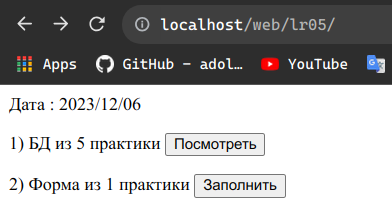 localhost/web/lr05/
Apps GitHub - adol... YouTube
Дата : 2023/12/06
1) БД из 5 практики Посмотреть
2) Форма из 1 практики Заполнить